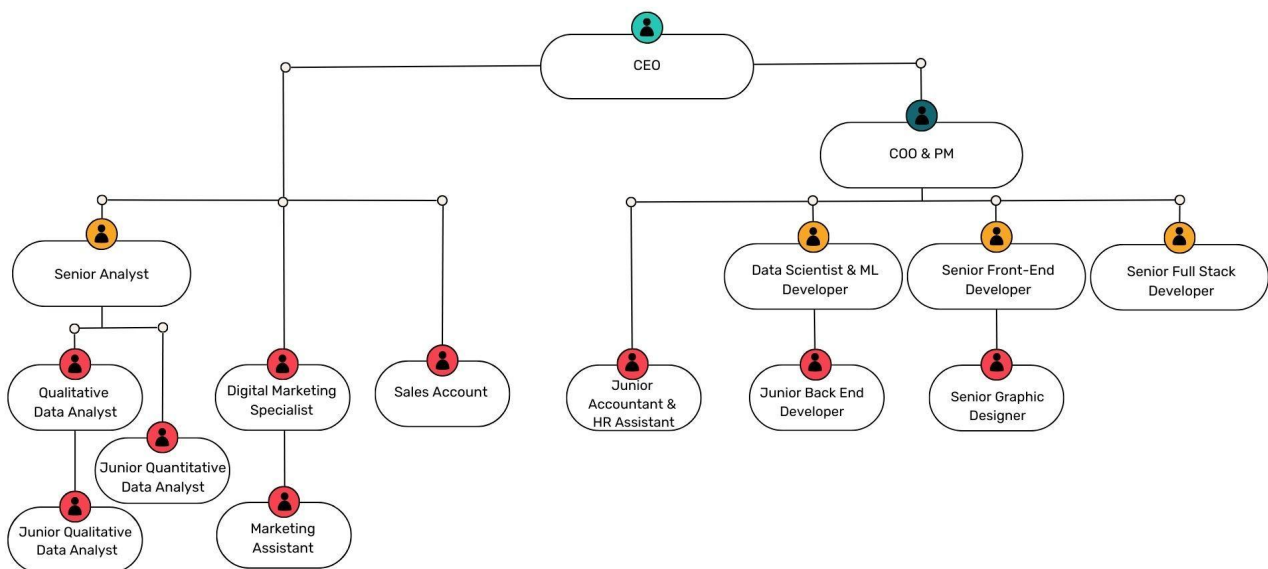 CEO
COO & PM
Senior Analyst
Data Scientist & ML
Developer
Senior Front-End
Developer
Senior Full Stack
Developer
Qualitative
Data Analyst
Digital Marketing
Specialist
Sales Account
Junior
Accountant &
HR Assistant
Junior Back End
Developer
Senior Graphic
Designer
Junior Quantitative
Data Analyst
Junior Qualitative
Data Analyst
Marketing
Assistant